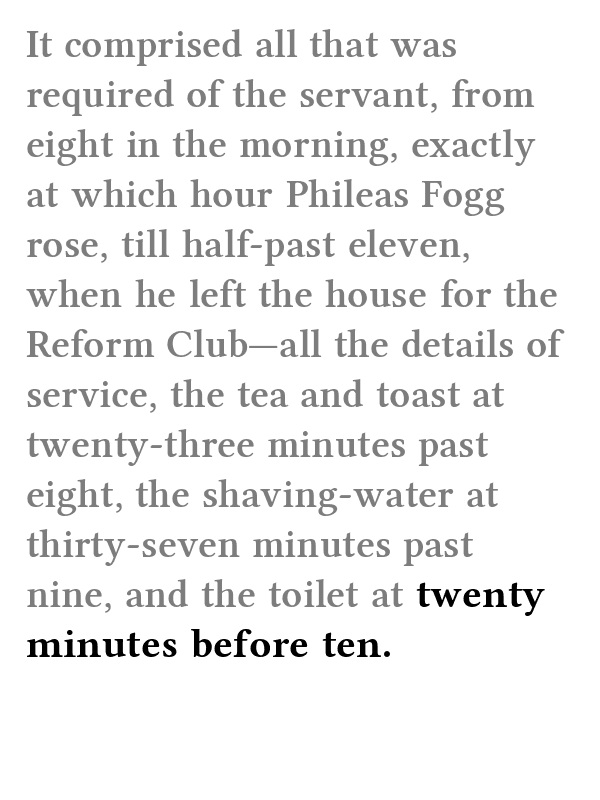 It comprised all that was
required of the servant, from
eight in the morning, exactly
at which hour Phileas Fogg
rose, till half-past eleven,
when he left the house for the
Reform Club—all the details of
service, the tea and toast at
twenty-three minutes past
eight, the shaving-water at
thirty-seven minutes past
nine, and the toilet at twenty
minutes before ten.